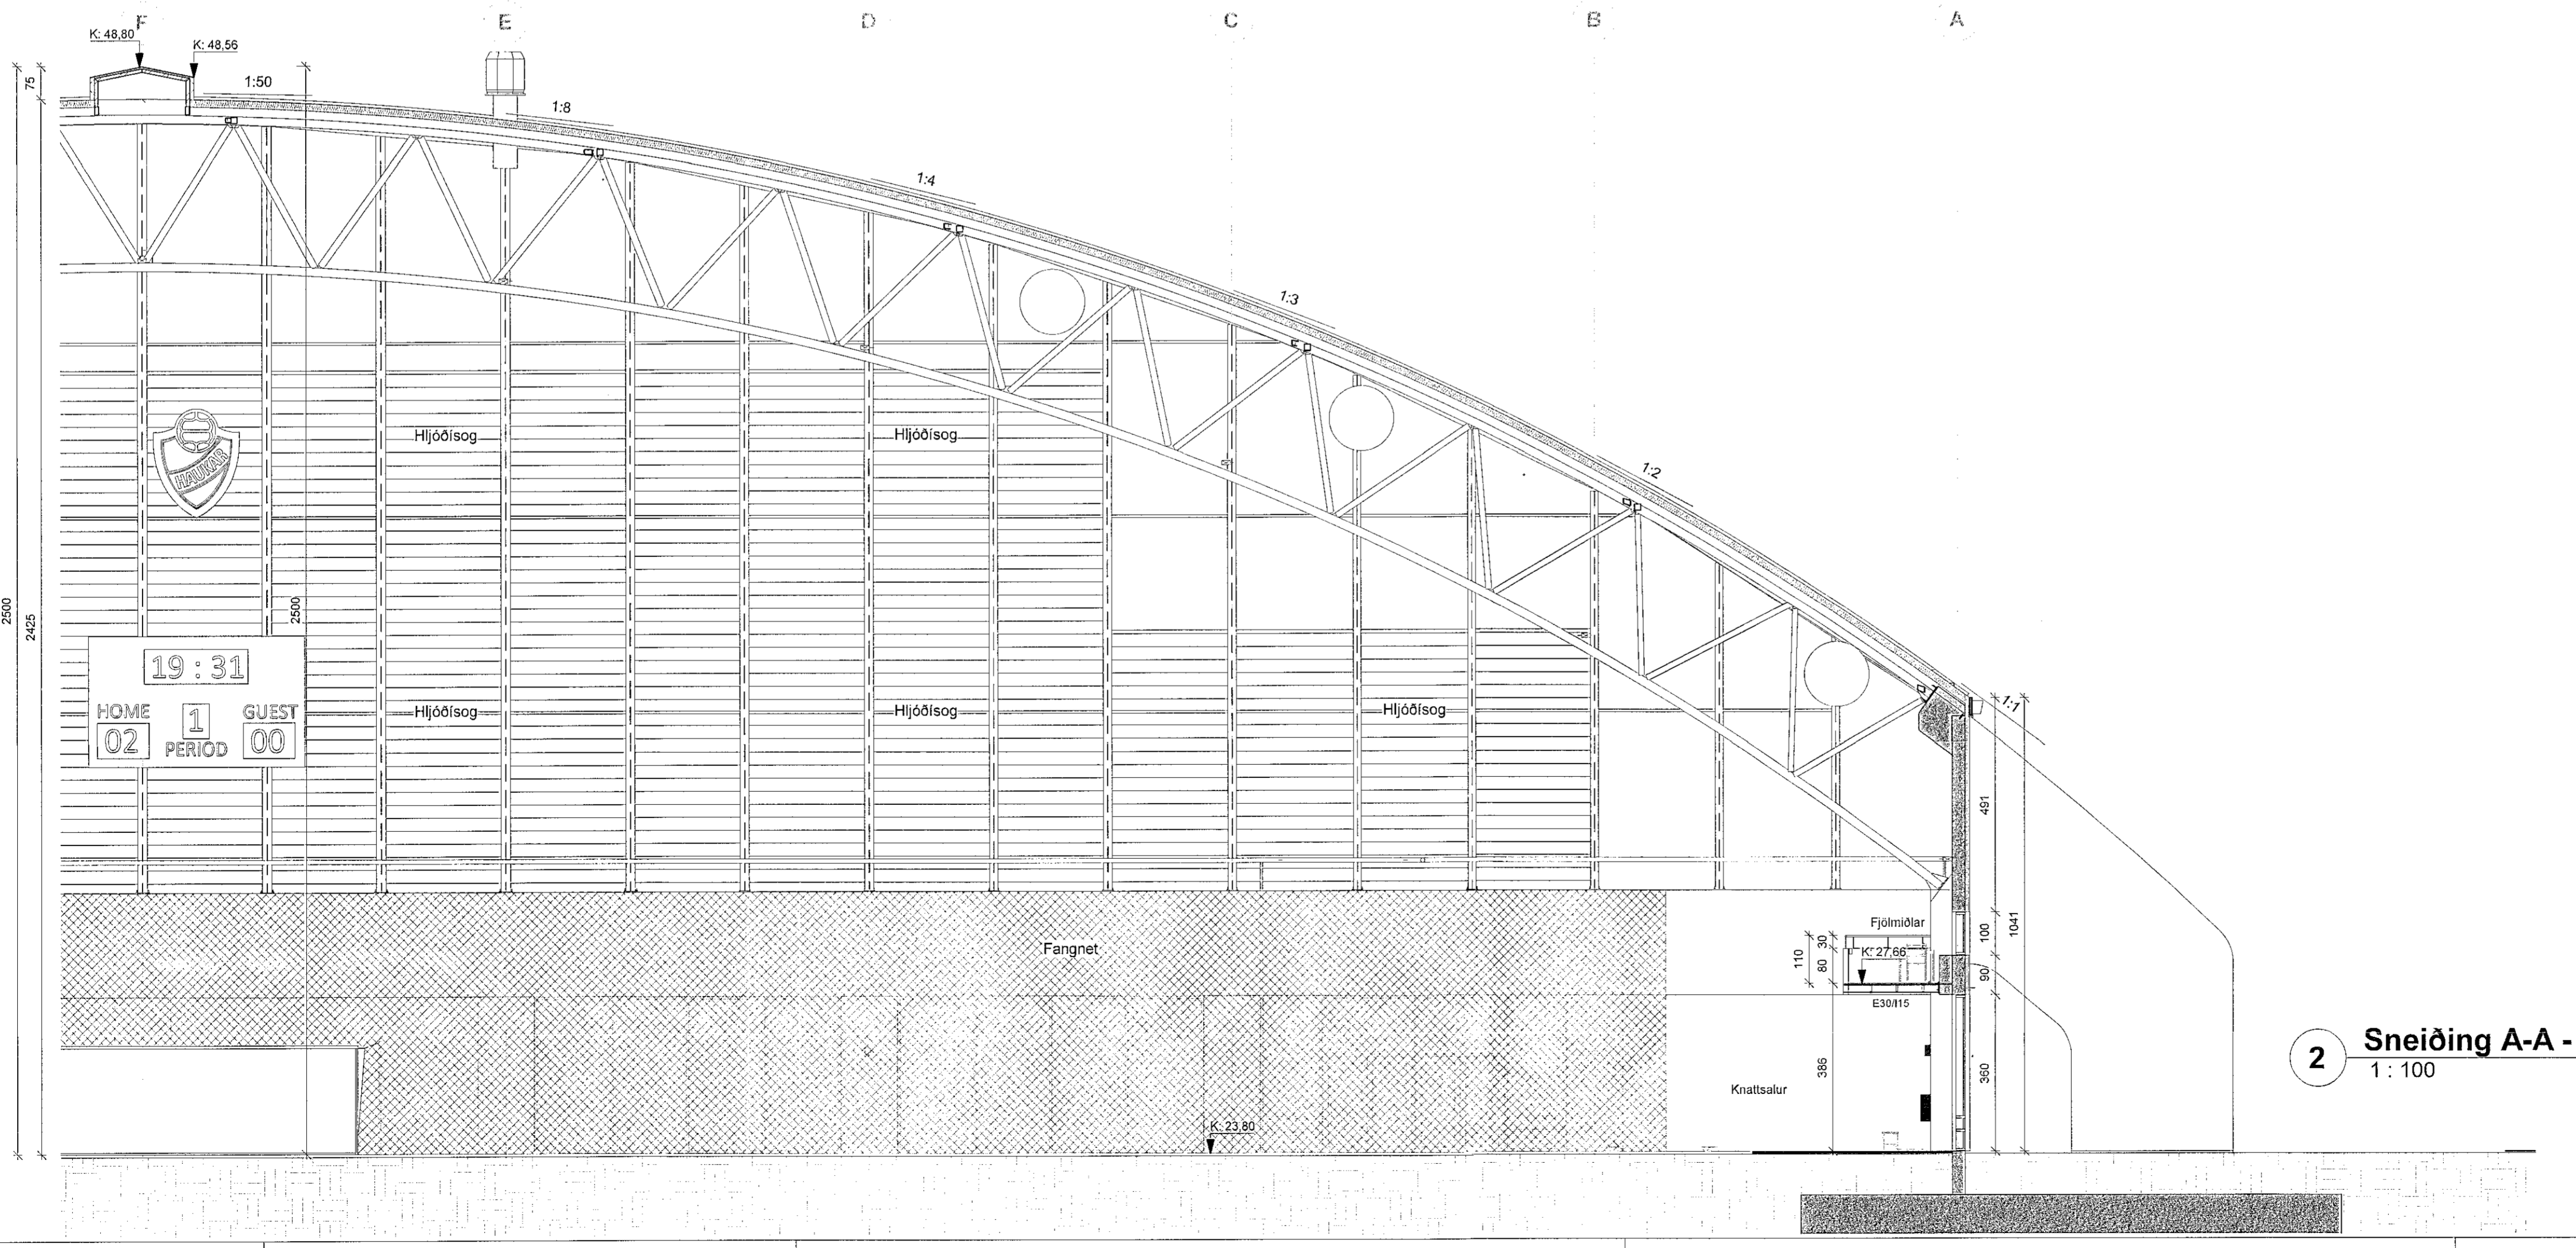 F E D C B A
K: 48,80
K: 48,56
75
1:50
1:8
1:4
1:3
1:2
1:1
HAUKAR
Hljóðísog
Hljóðísog
2500
2425
2500
19 : 31
HOME 1 GUEST
02 PERIOD 00
Hljóðísog
Hljóðísog
Hljóðísog
491
Fjölmiðlar
Fangnet
110
30
80
K: 27,66
100
1041
90
E30/I15
386
Knattsalur
360
K: 23,80
2 Sneiðing A-A -
1 : 100